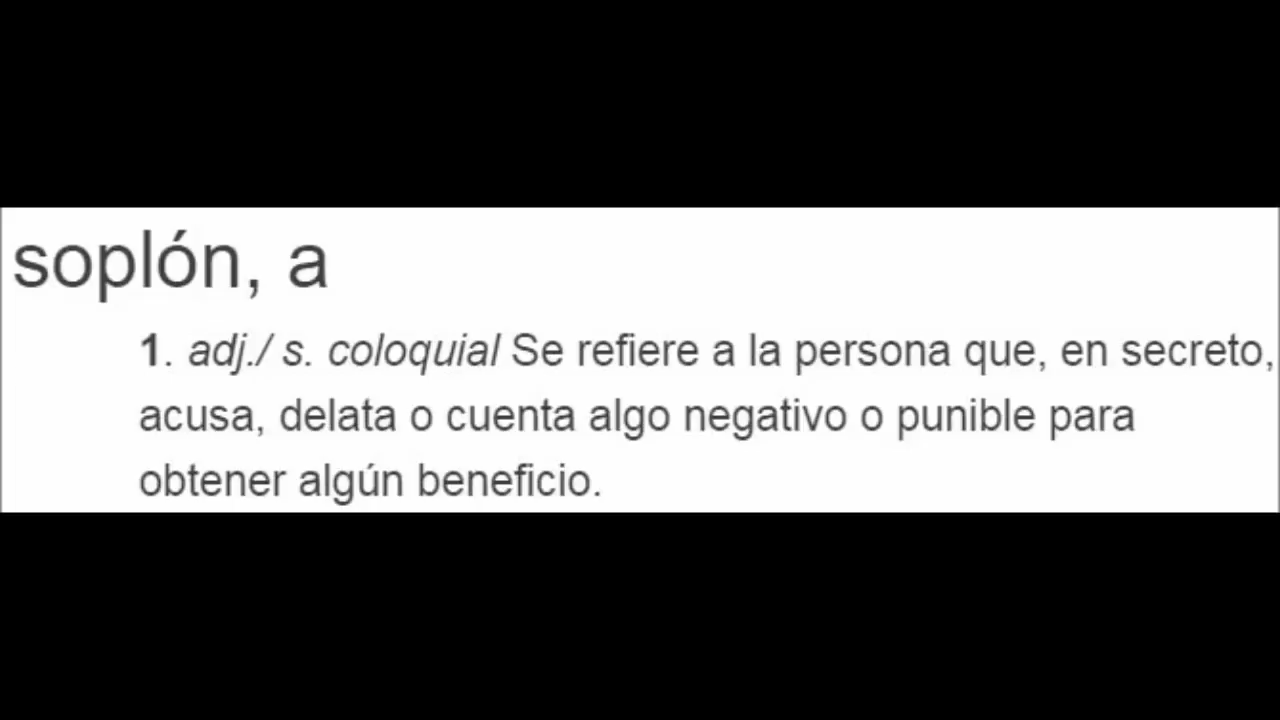 soplón, a
1. adj./ s. coloquial Se refiere a la persona que, en secreto,
acusa, delata o cuenta algo negativo o punible para
obtener algún beneficio.